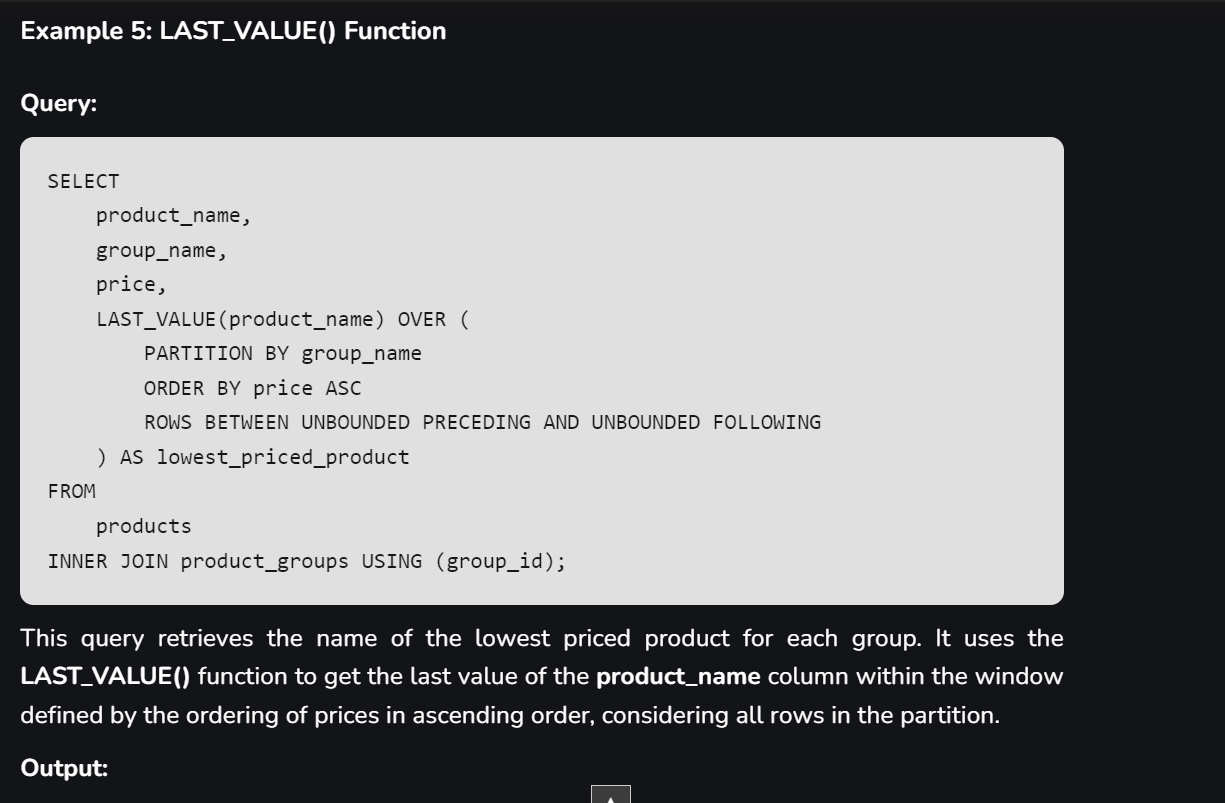 Example 5: LAST_VALUE() Function
Query:
SELECT
    product_name,
    group_name,
    price,
    LAST_VALUE(product_name) OVER (
        PARTITION BY group_name
        ORDER BY price ASC
        ROWS BETWEEN UNBOUNDED PRECEDING AND UNBOUNDED FOLLOWING
    ) AS lowest_priced_product
FROM
    products
INNER JOIN product_groups USING (group_id);
This query retrieves the name of the lowest priced product for each group. It uses the
LAST_VALUE() function to get the last value of the product_name column within the window
defined by the ordering of prices in ascending order, considering all rows in the partition.
Output: